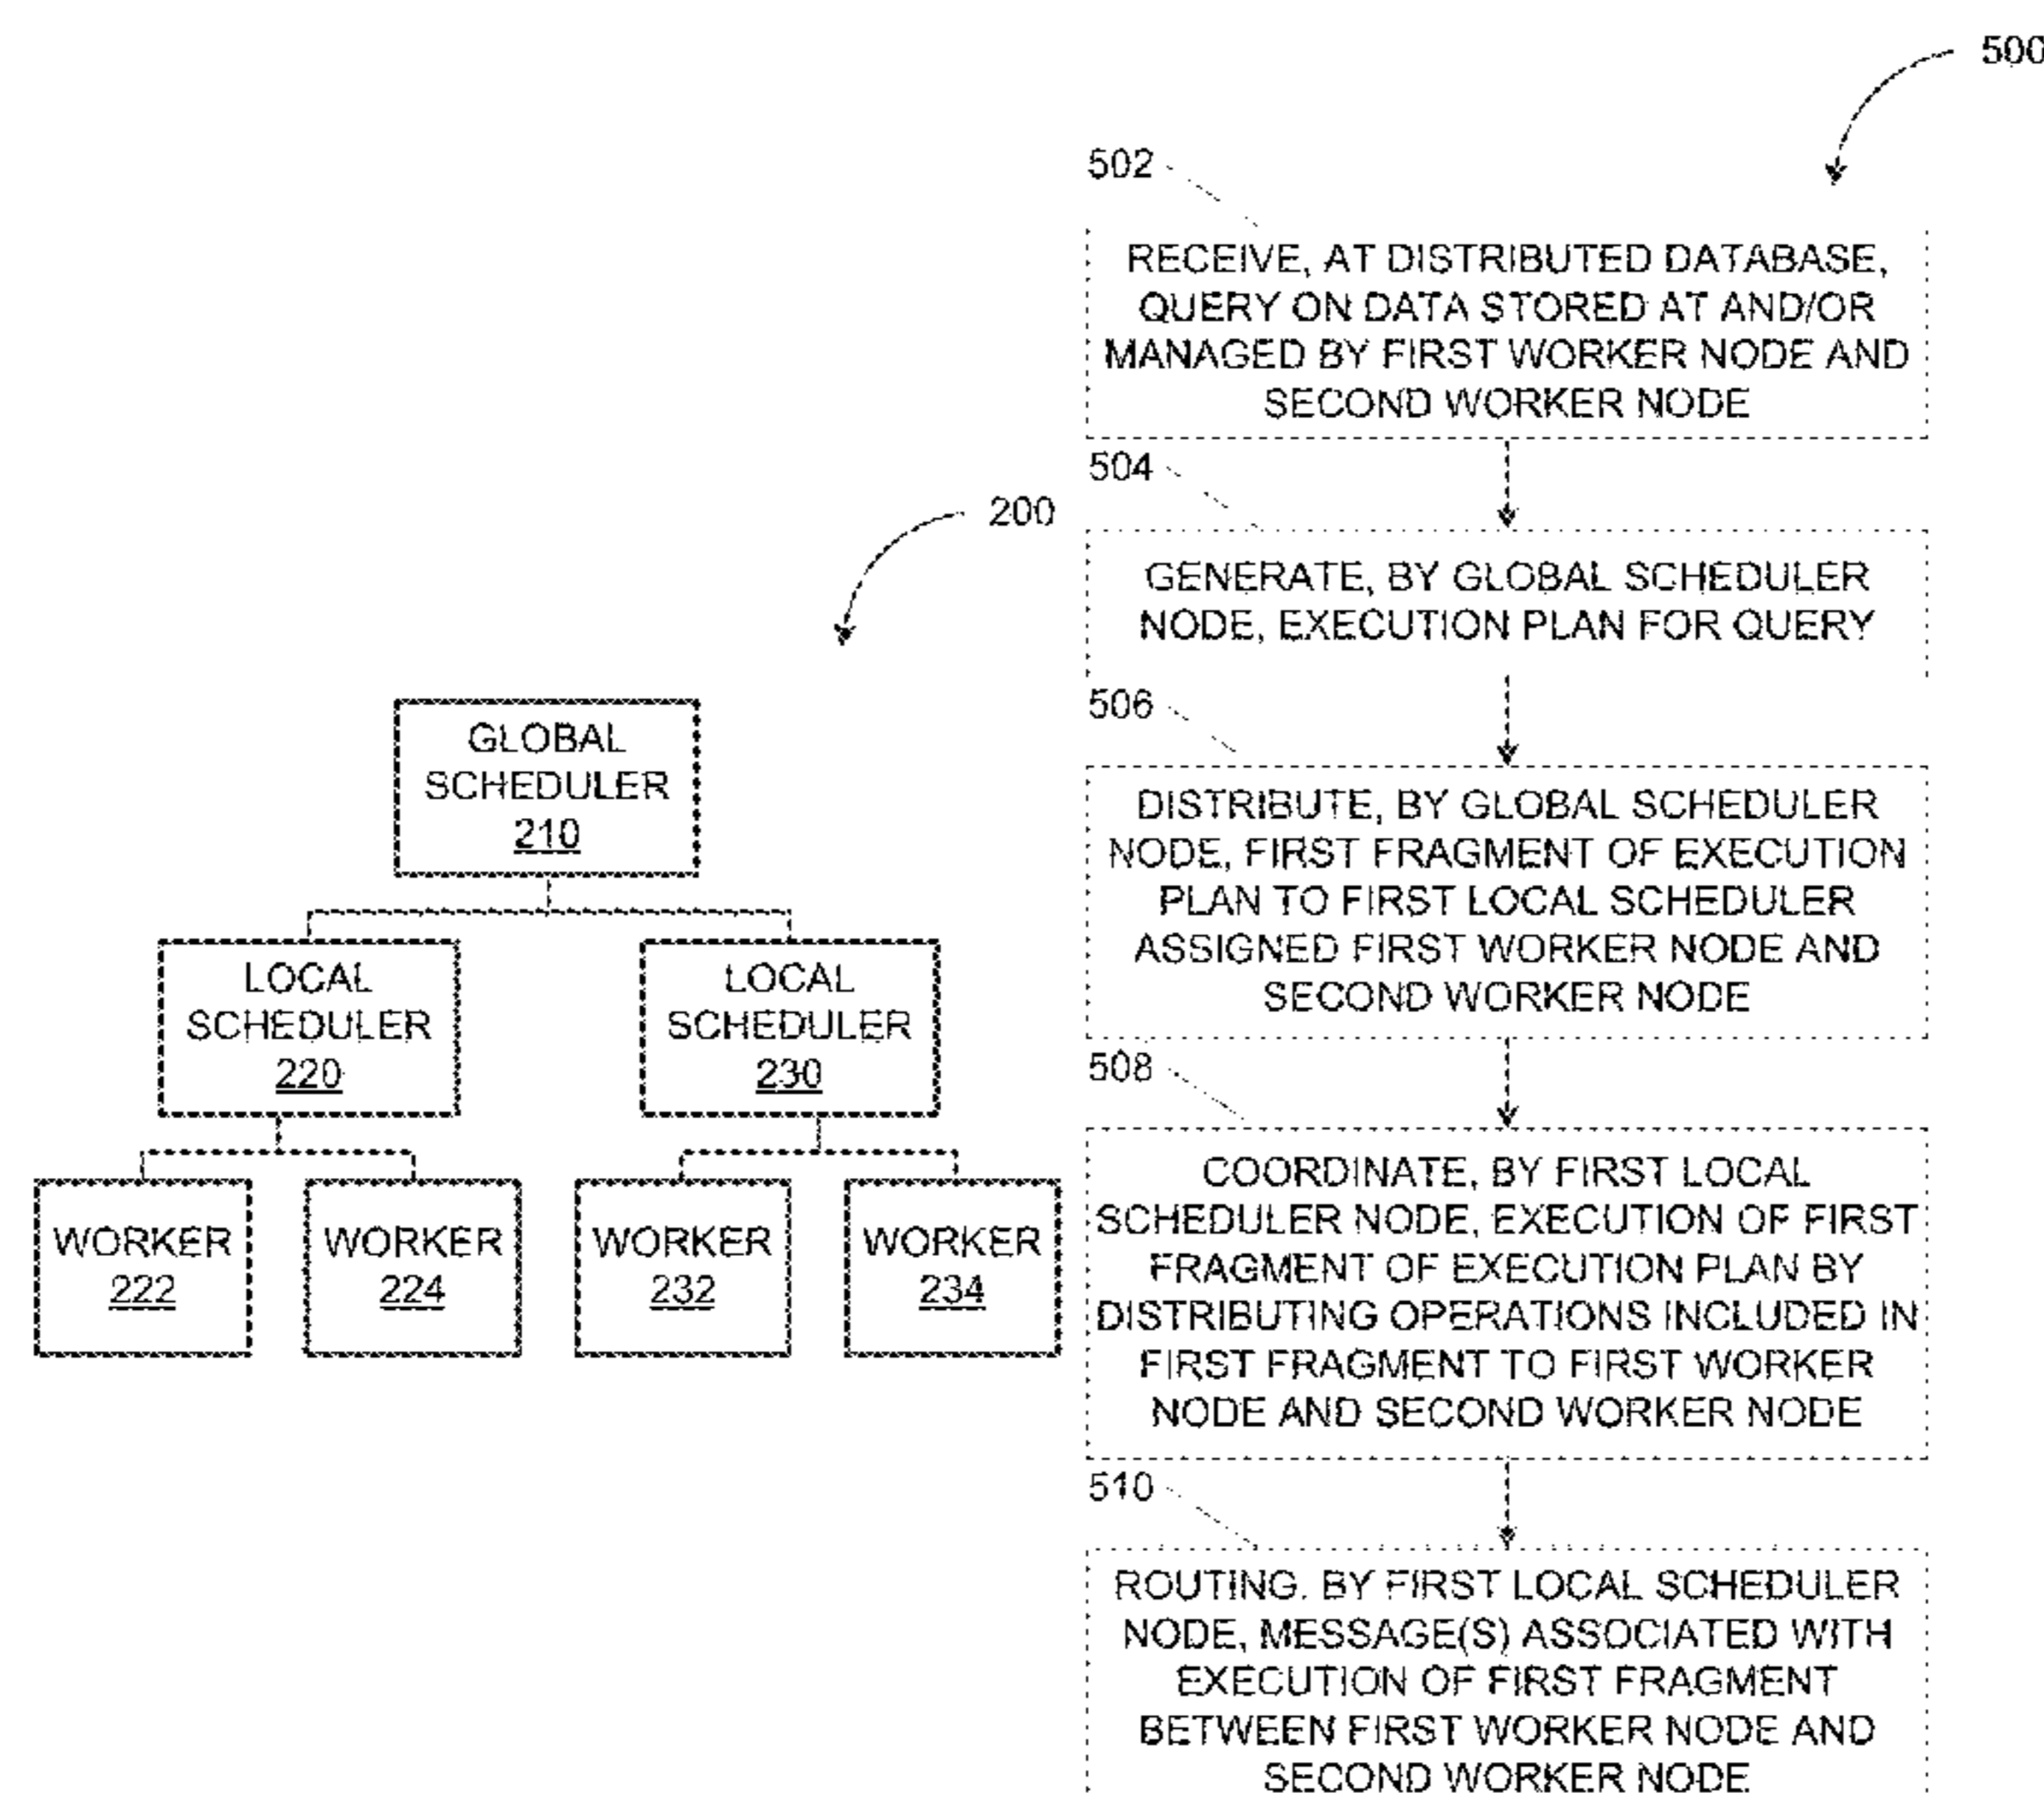 200
GLOBAL
SCHEDULER
210
LOCAL
SCHEDULER
220
LOCAL
SCHEDULER
230
WORKER
222
WORKER
224
WORKER
232
WORKER
234
500
502
RECEIVE, AT DISTRIBUTED DATABASE,
QUERY ON DATA STORED AT AND/OR
MANAGED BY FIRST WORKER NODE AND
SECOND WORKER NODE
504
GENERATE, BY GLOBAL SCHEDULER
NODE, EXECUTION PLAN FOR QUERY
506
DISTRIBUTE, BY GLOBAL SCHEDULER
NODE, FIRST FRAGMENT OF EXECUTION
PLAN TO FIRST LOCAL SCHEDULER
ASSIGNED FIRST WORKER NODE AND
SECOND WORKER NODE
508
COORDINATE, BY FIRST LOCAL
SCHEDULER NODE, EXECUTION OF FIRST
FRAGMENT OF EXECUTION PLAN BY
DISTRIBUTING OPERATIONS INCLUDED IN
FIRST FRAGMENT TO FIRST WORKER
NODE AND SECOND WORKER NODE
510
ROUTING. BY FIRST LOCAL SCHEDULER
NODE, MESSAGE(S) ASSOCIATED WITH
EXECUTION OF FIRST FRAGMENT
BETWEEN FIRST WORKER NODE AND
SECOND WORKER NODE